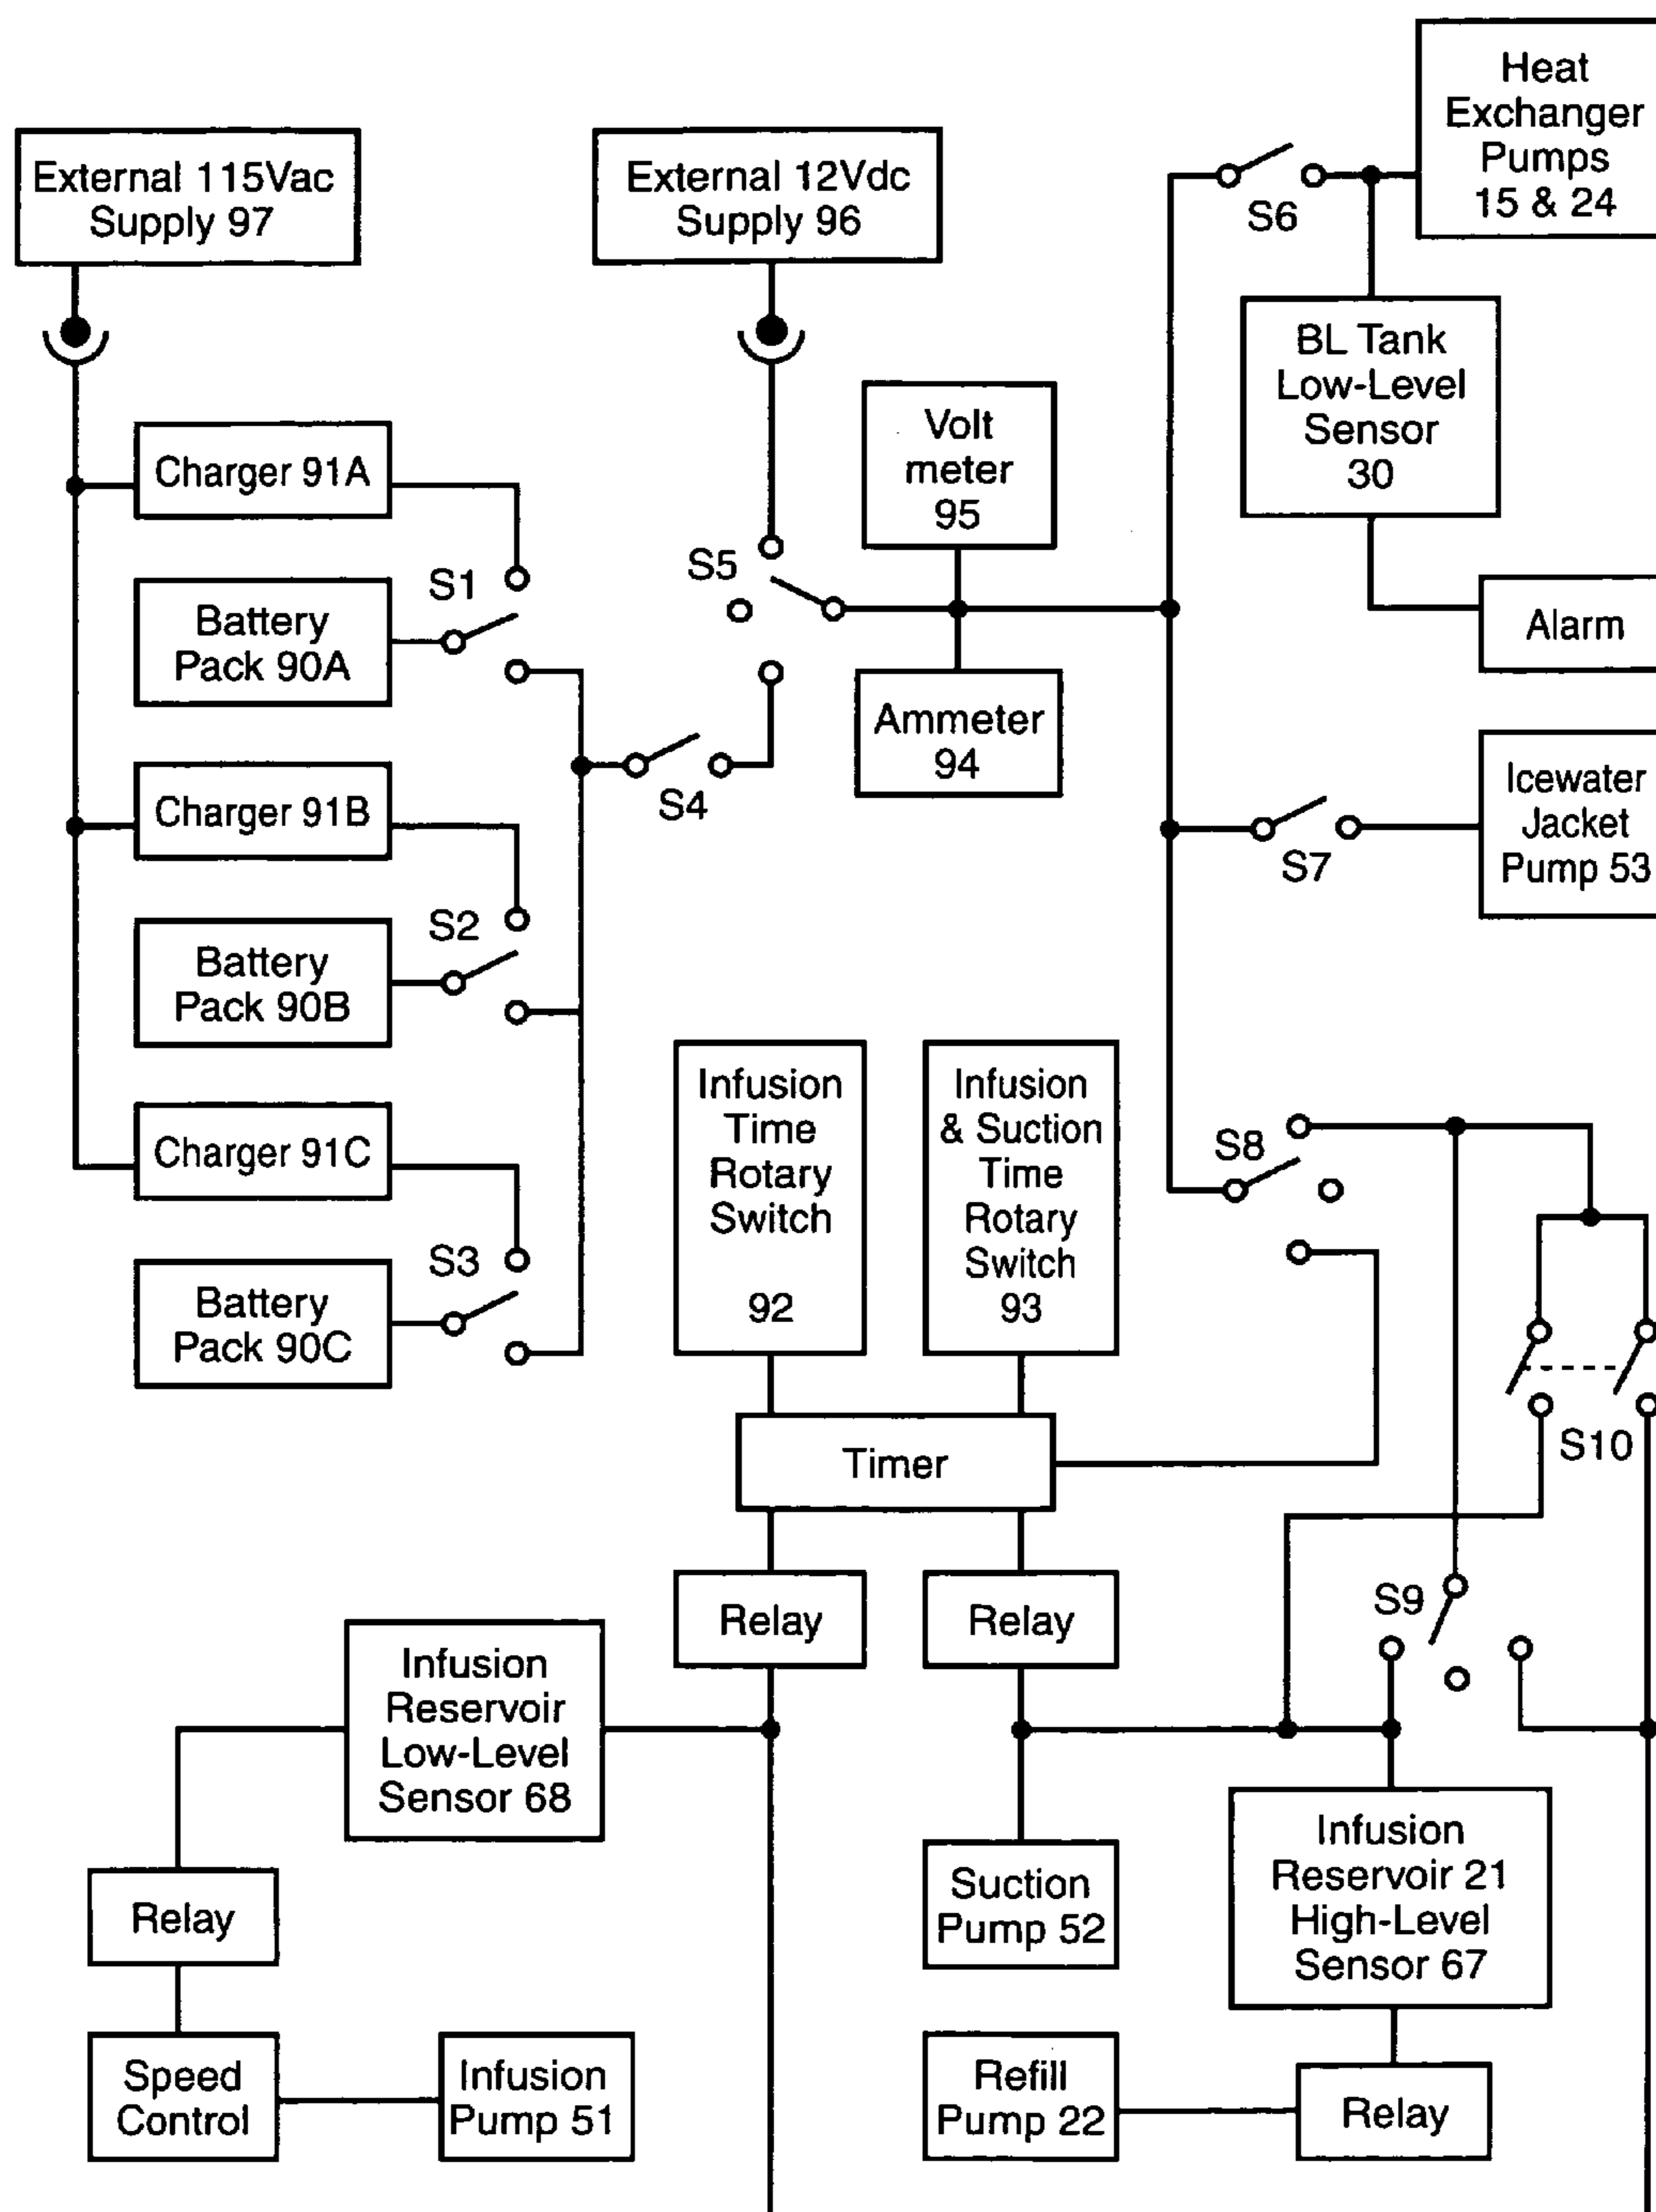 External 115Vac
Supply 97
External 12Vdc
Supply 96
Heat
Exchanger
Pumps
15 & 24
S6
BL Tank
Low-Level
Sensor
30
Alarm
Charger 91A
S1
Battery
Pack 90A
S5
Volt
meter
95
Ammeter
94
S4
Icewater
Jacket
Pump 53
S7
Charger 91B
S2
Battery
Pack 90B
Charger 91C
S3
Battery
Pack 90C
Infusion
Time
Rotary
Switch
92
Infusion
& Suction
Time
Rotary
Switch
93
S8
S10
Timer
Relay
Relay
S9
Infusion
Reservoir
Low-Level
Sensor 68
Relay
Speed
Control
Infusion
Pump 51
Suction
Pump 52
Infusion
Reservoir 21
High-Level
Sensor 67
Refill
Pump 22
Relay